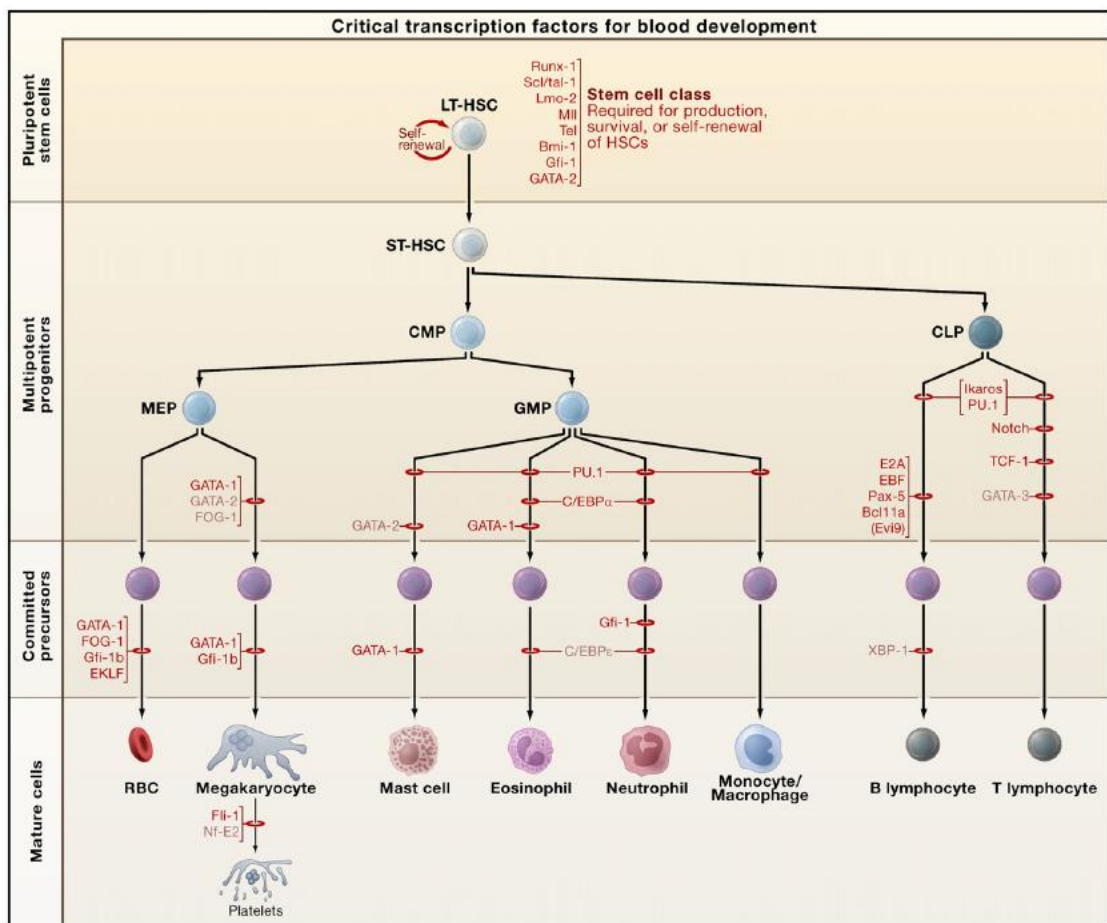 Critical transcription factors for blood development
Pluripotent
stem cells
LT-HSC
Self-
renewal
Runx-1
Scl/tal-1
Lmo-2
Mll
Tel
Bmi-1
Gfi-1
GATA-2
Stem cell class
Required for production,
survival, or self-renewal
of HSCs
Multipotent
progenitors
ST-HSC
CMP
CLP
MEP
GMP
Ikaros
PU.1
Notch
TCF-1
GATA-3
E2A
EBF
Pax-5
Bcl11a
(Evi9)
GATA-1
GATA-2
FOG-1
PU.1
C/EBPα
GATA-2
GATA-1
Committed
precursors
GATA-1
FOG-1
Gfi-1b
EKLF
GATA-1
Gfi-1b
GATA-1
Gfi-1
C/EBPε
XBP-1
Mature cells
RBC
Megakaryocyte
Mast cell
Eosinophil
Neutrophil
Monocyte/
Macrophage
B lymphocyte
T lymphocyte
Fli-1
Nf-E2
Platelets